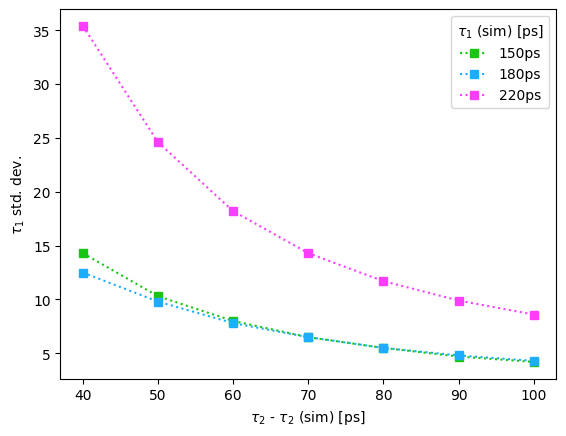 τ1 (sim) [ps]
150ps
180ps
220ps
35
30
25
20
15
10
5
τ1 std. dev.
40 50 60 70 80 90 100
τ2 - τ2 (sim) [ps]